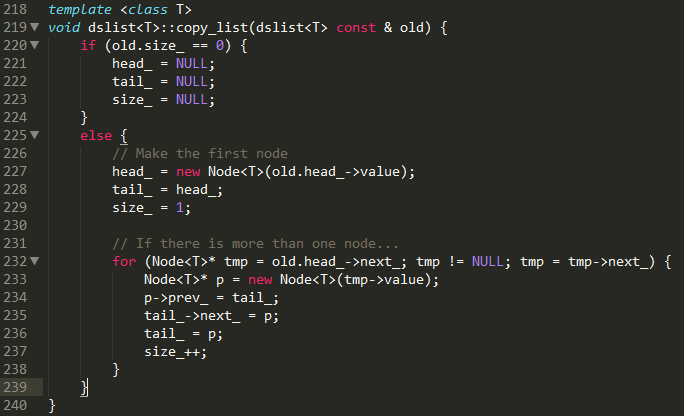 218 template <class T>
219 void dslist<T>::copy_list(dslist<T> const & old) {
220     if (old.size_ == 0) {
221         head_ = NULL;
222         tail_ = NULL;
223         size_ = NULL;
224     }
225     else {
226         // Make the first node
227         head_ = new Node<T>(old.head_->value);
228         tail_ = head_;
229         size_ = 1;
230
231         // If there is more than one node...
232         for (Node<T>* tmp = old.head_->next_; tmp != NULL; tmp = tmp->next_) {
233             Node<T>* p = new Node<T>(tmp->value);
234             p->prev_ = tail_;
235             tail_->next_ = p;
236             tail_ = p;
237             size_++;
238         }
239     }
240 }